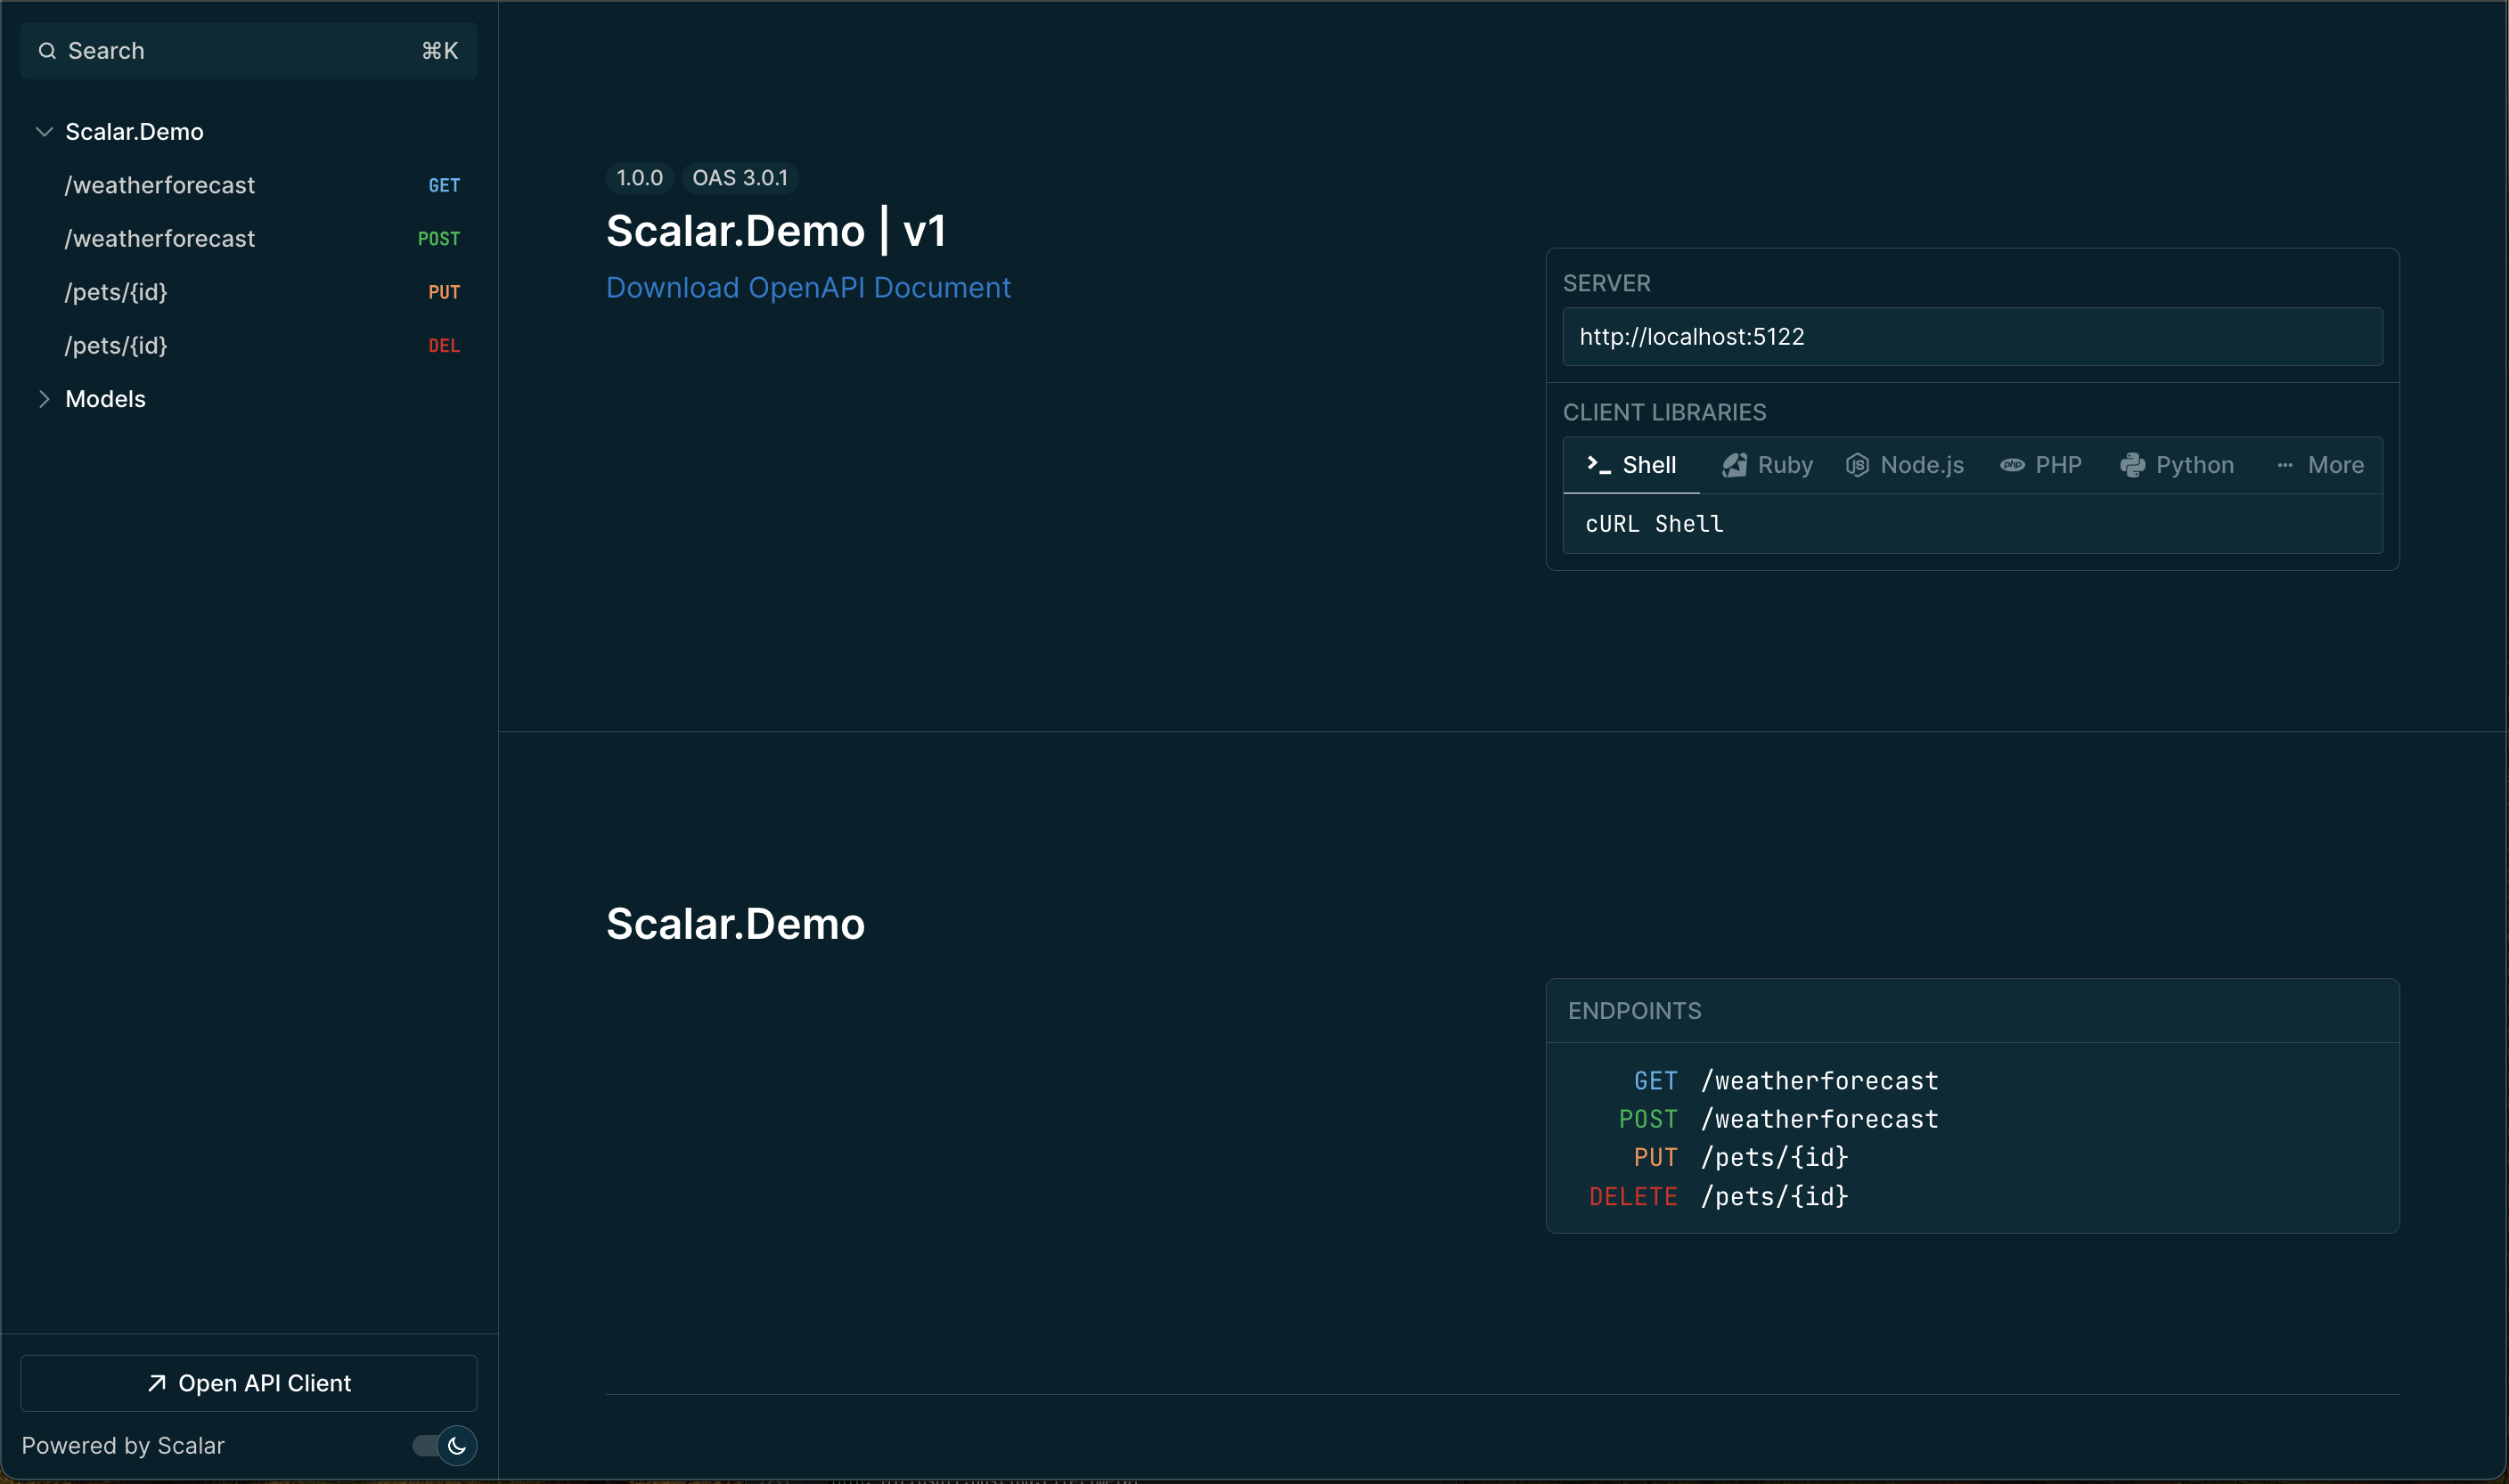 Search ⌘K
Scalar.Demo
/weatherforecast GET
/weatherforecast POST
/pets/{id} PUT
/pets/{id} DEL
Models
Open API Client
Powered by Scalar
1.0.0 OAS 3.0.1
Scalar.Demo | v1
Download OpenAPI Document
SERVER
http://localhost:5122
CLIENT LIBRARIES
Shell Ruby Node.js PHP Python ··· More
cURL Shell
Scalar.Demo
ENDPOINTS
GET /weatherforecast
POST /weatherforecast
PUT /pets/{id}
DELETE /pets/{id}